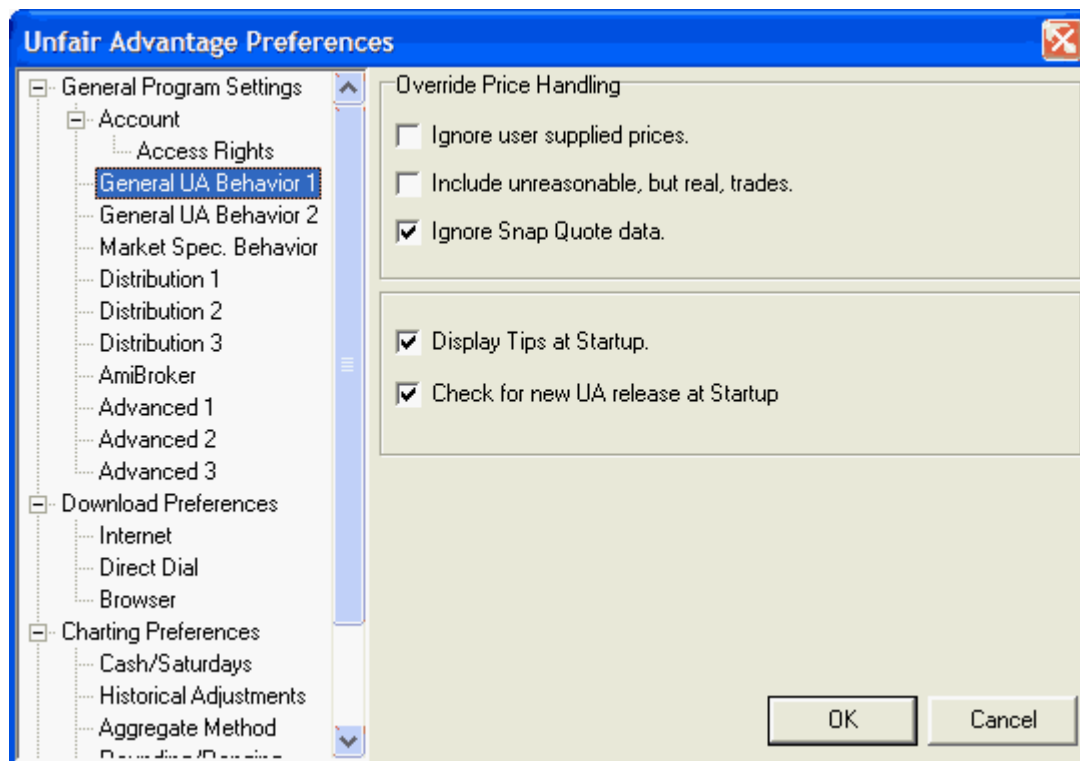 Unfair Advantage Preferences
General Program Settings
Account
Access Rights
General UA Behavior 1
General UA Behavior 2
Market Spec. Behavior
Distribution 1
Distribution 2
Distribution 3
AmiBroker
Advanced 1
Advanced 2
Advanced 3
Download Preferences
Internet
Direct Dial
Browser
Charting Preferences
Cash/Saturdays
Historical Adjustments
Aggregate Method
Override Price Handling
Ignore user supplied prices.
Include unreasonable, but real, trades.
Ignore Snap Quote data.
Display Tips at Startup.
Check for new UA release at Startup
OK
Cancel